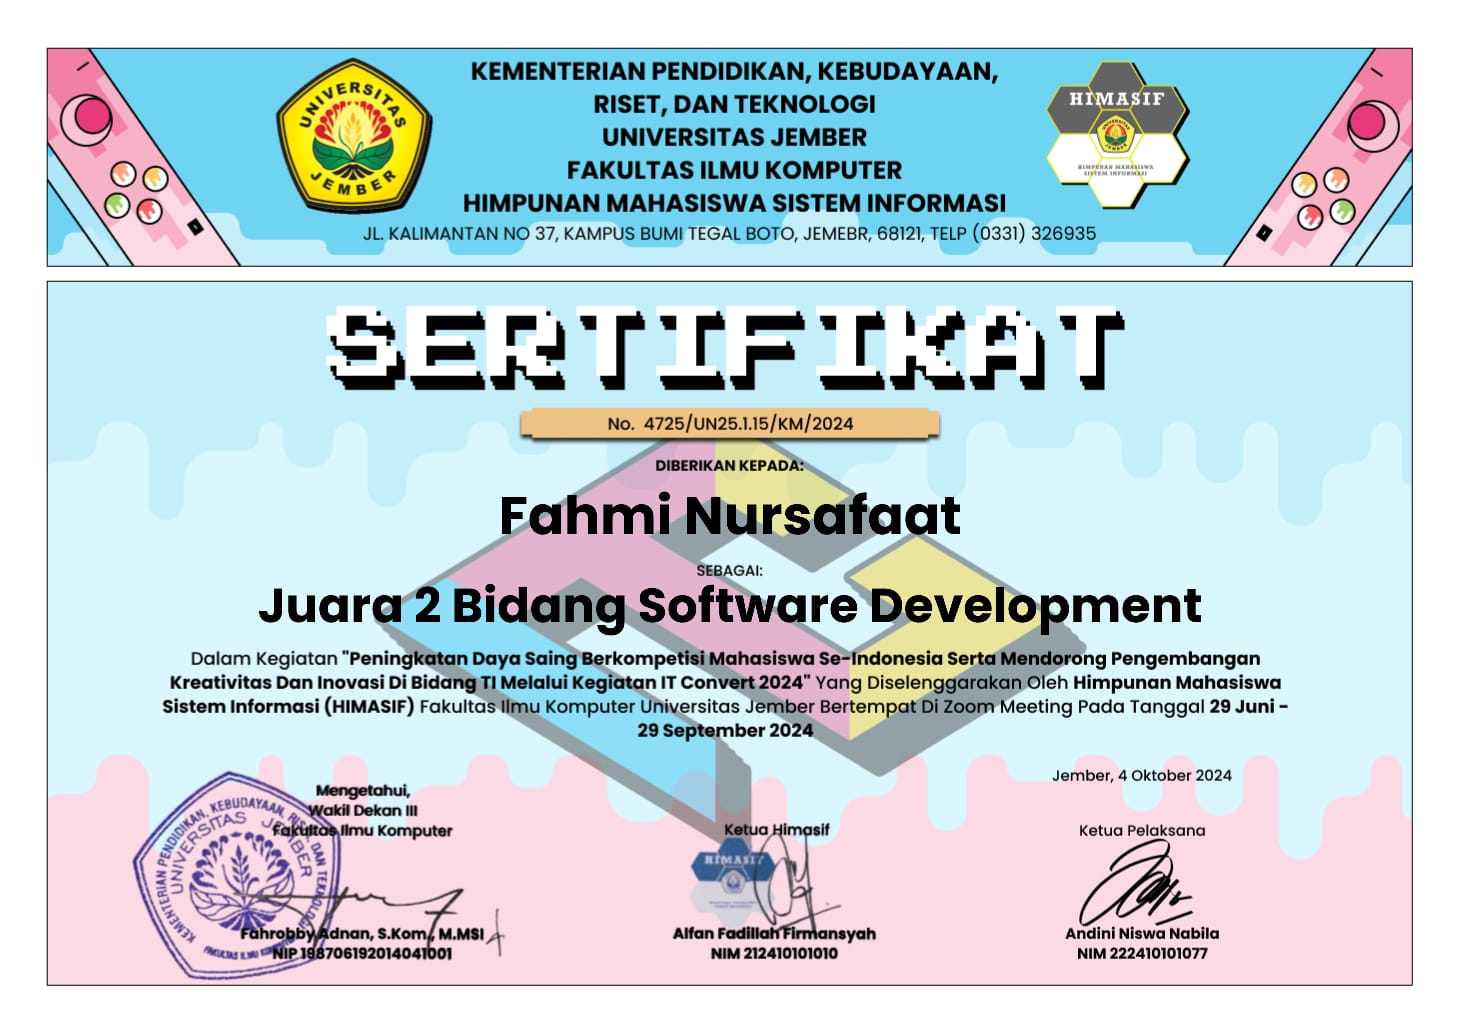 UNIVERSITAS
JEMBER
KEMENTERIAN PENDIDIKAN, KEBUDAYAAN,
RISET, DAN TEKNOLOGI
UNIVERSITAS JEMBER
FAKULTAS ILMU KOMPUTER
HIMPUNAN MAHASISWA SISTEM INFORMASI
JL. KALIMANTAN NO 37, KAMPUS BUMI TEGAL BOTO, JEMEBR, 68121, TELP (0331) 326935
HIMASIF
UNIVERSITAS
JEMBER
HIMPUNAN MAHASISWA
SISTEM INFORMASI
SERTIFIKAT
No. 4725/UN25.1.15/KM/2024
DIBERIKAN KEPADA:
Fahmi Nursafaat
SEBAGAI:
Juara 2 Bidang Software Development
Dalam Kegiatan "Peningkatan Daya Saing Berkompetisi Mahasiswa Se-Indonesia Serta Mendorong Pengembangan
Kreativitas Dan Inovasi Di Bidang TI Melalui Kegiatan IT Convert 2024" Yang Diselenggarakan Oleh Himpunan Mahasiswa
Sistem Informasi (HIMASIF) Fakultas Ilmu Komputer Universitas Jember Bertempat Di Zoom Meeting Pada Tanggal 29 Juni -
29 September 2024
Jember, 4 Oktober 2024
Mengetahui,
Wakil Dekan III
Fakultas Ilmu Komputer
KEMENTERIAN PENDIDIKAN, KEBUDAYAAN, RISET, DAN TEKNOLOGI
UNIVERSITAS JEMBER
FAKULTAS ILMU
Fahrobby Adnan, S.Kom., M.MSI
NIP 198706192014041001
Ketua Himasif
HIMASIF
Alfan Fadillah Firmansyah
NIM 212410101010
Ketua Pelaksana
Andini Niswa Nabila
NIM 222410101077